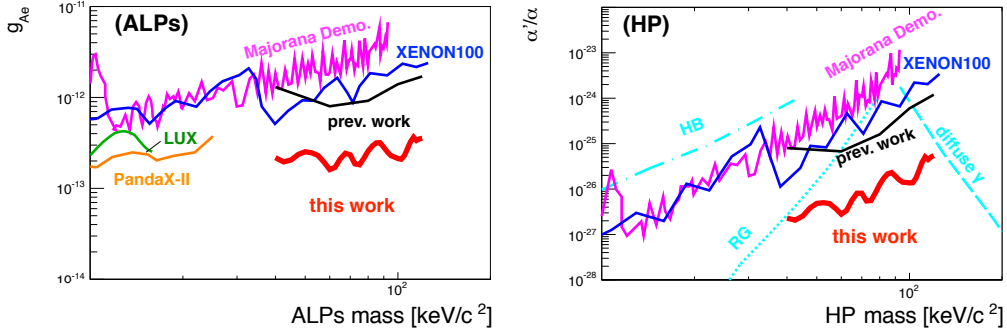 g_Ae
(ALPs)
10^-11
10^-12
10^-13
10^-14
Majorana Demo.
XENON100
prev. work
LUX
PandaX-II
this work
10^2
ALPs mass [keV/c^2]
α'/α
(HP)
10^-23
10^-24
10^-25
10^-26
10^-27
10^-28
Majorana Demo.
XENON100
HB
prev. work
diffuse γ
RG
this work
10^2
HP mass [keV/c^2]